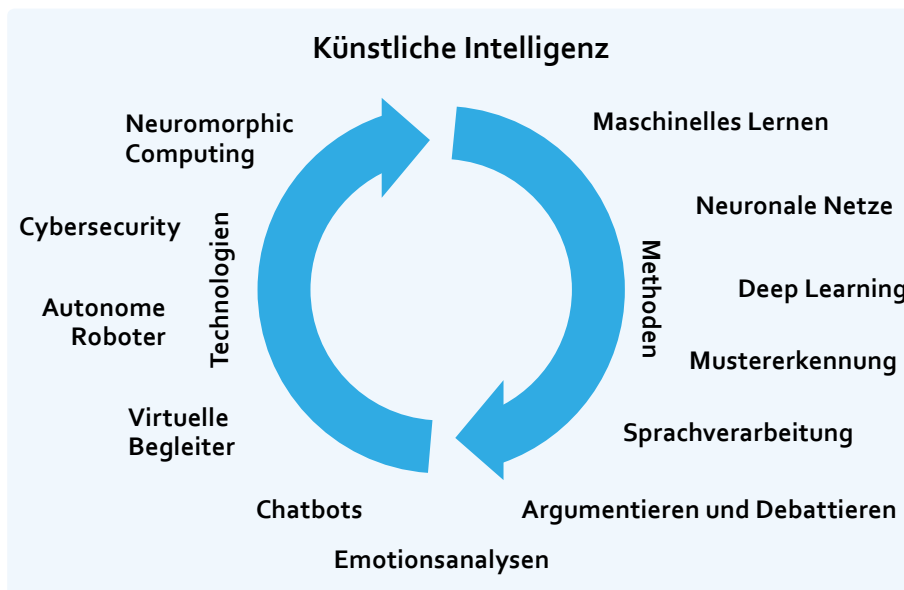 Künstliche Intelligenz
Neuromorphic
Computing
Cybersecurity
Autonome
Roboter
Virtuelle
Begleiter
Chatbots
Technologien
Methoden
Maschinelles Lernen
Neuronale Netze
Deep Learning
Mustererkennung
Sprachverarbeitung
Argumentieren und Debattieren
Emotionsanalysen